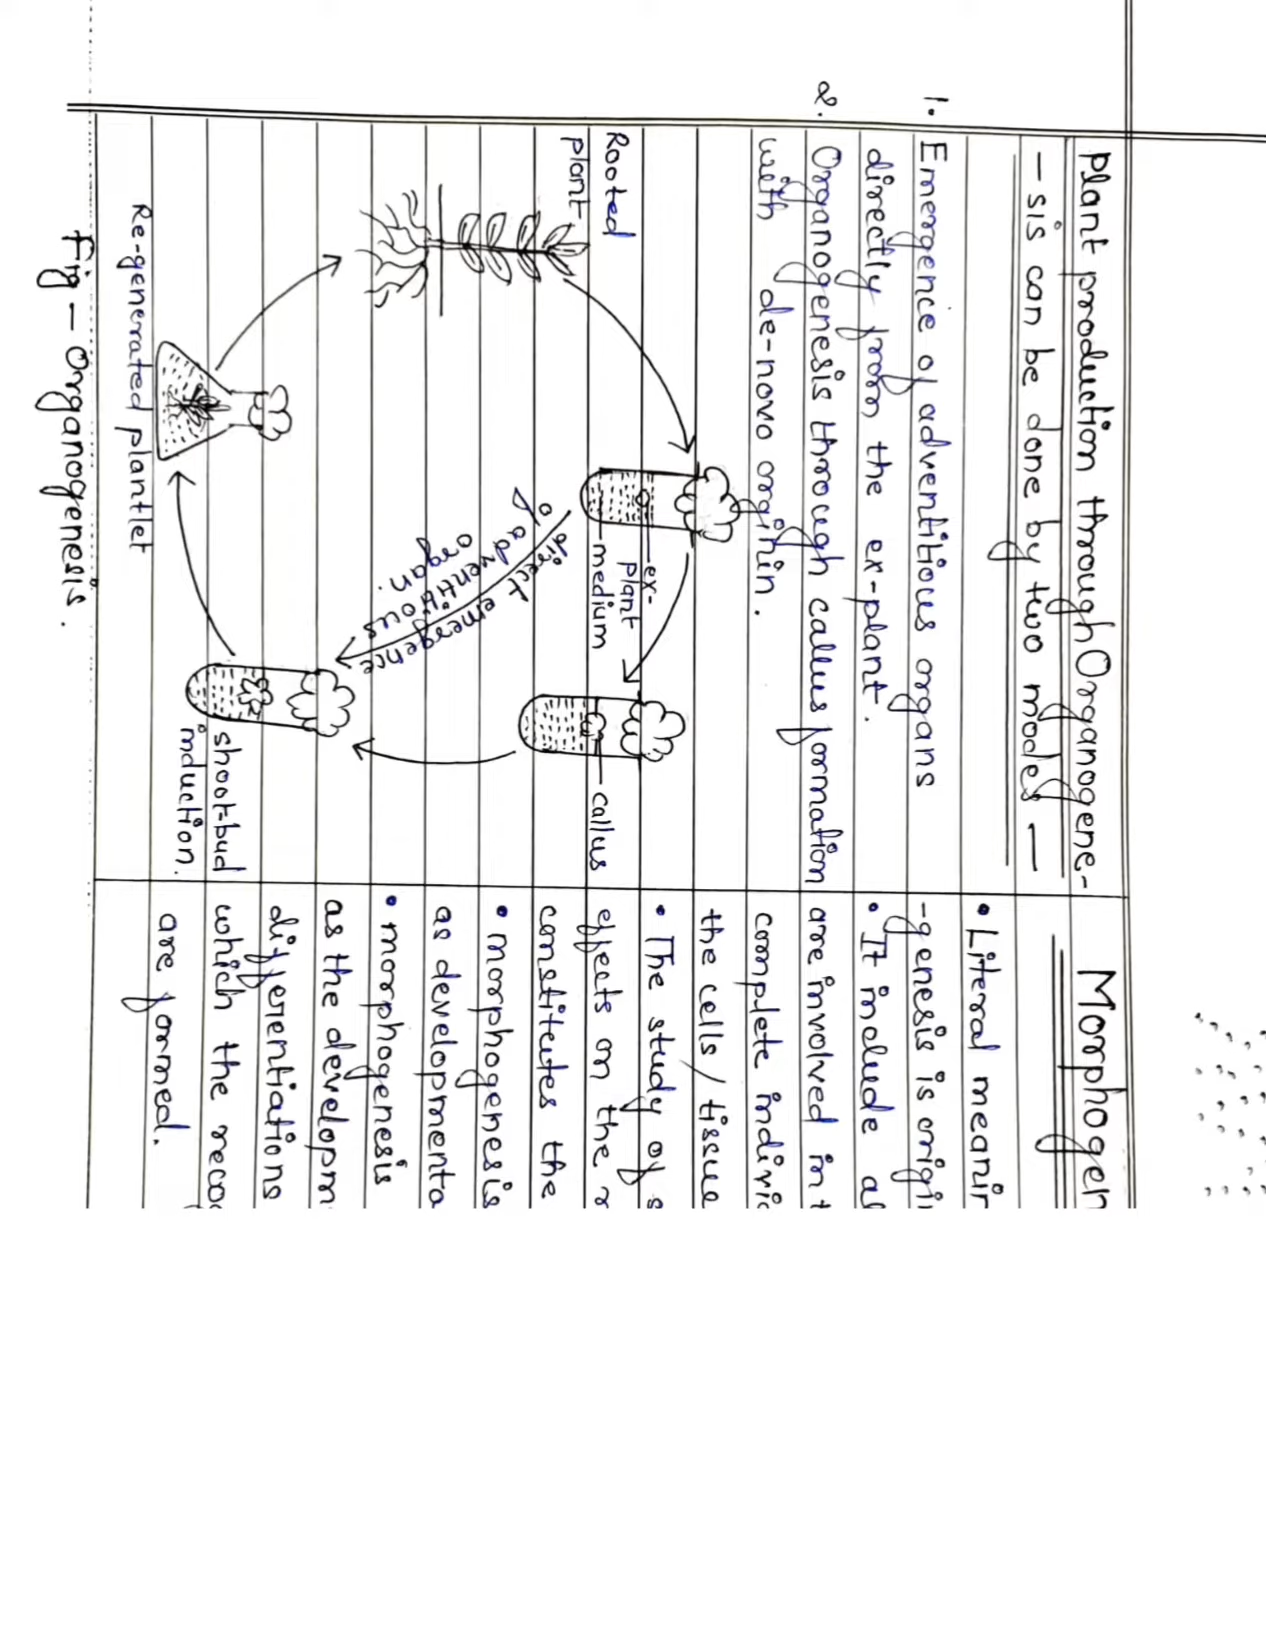 Plant production through Organogene-
- sis can be done by two modes —
1. Emergence of adventitious organs
directly from the ex-plant.
2. Organogenesis through callus formation
with de-novo orginin.
Rooted
plant
ex-
plant
medium
callus
direct emergence
of adventitious
organ.
shoot-bud
induction.
Re-generated plantlet
Fig - Organogenesis.
Morphogen
• Literal meanin
-genesis is origi
• It include al
are involved in t
complete indivi
the cells / tissue
• The study of s
effects on the
constitutes the
• morphogenesis
as developmenta
• morphogenesis
as the developm
differentiations
which the reco
are formed.